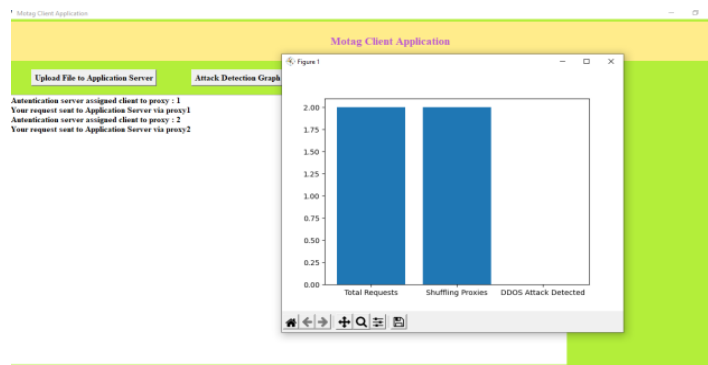 Motag Client Application
Motag Client Application
Figure 1
Upload File to Application Server
Attack Detection Graph
Autentication server assigned client to proxy : 1
Your request sent to Application Server via proxy1
Autentication server assigned client to proxy : 2
Your request sent to Application Server via proxy2
2.00
1.75
1.50
1.25
1.00
0.75
0.50
0.25
0.00
Total Requests Shuffling Proxies DDOS Attack Detected